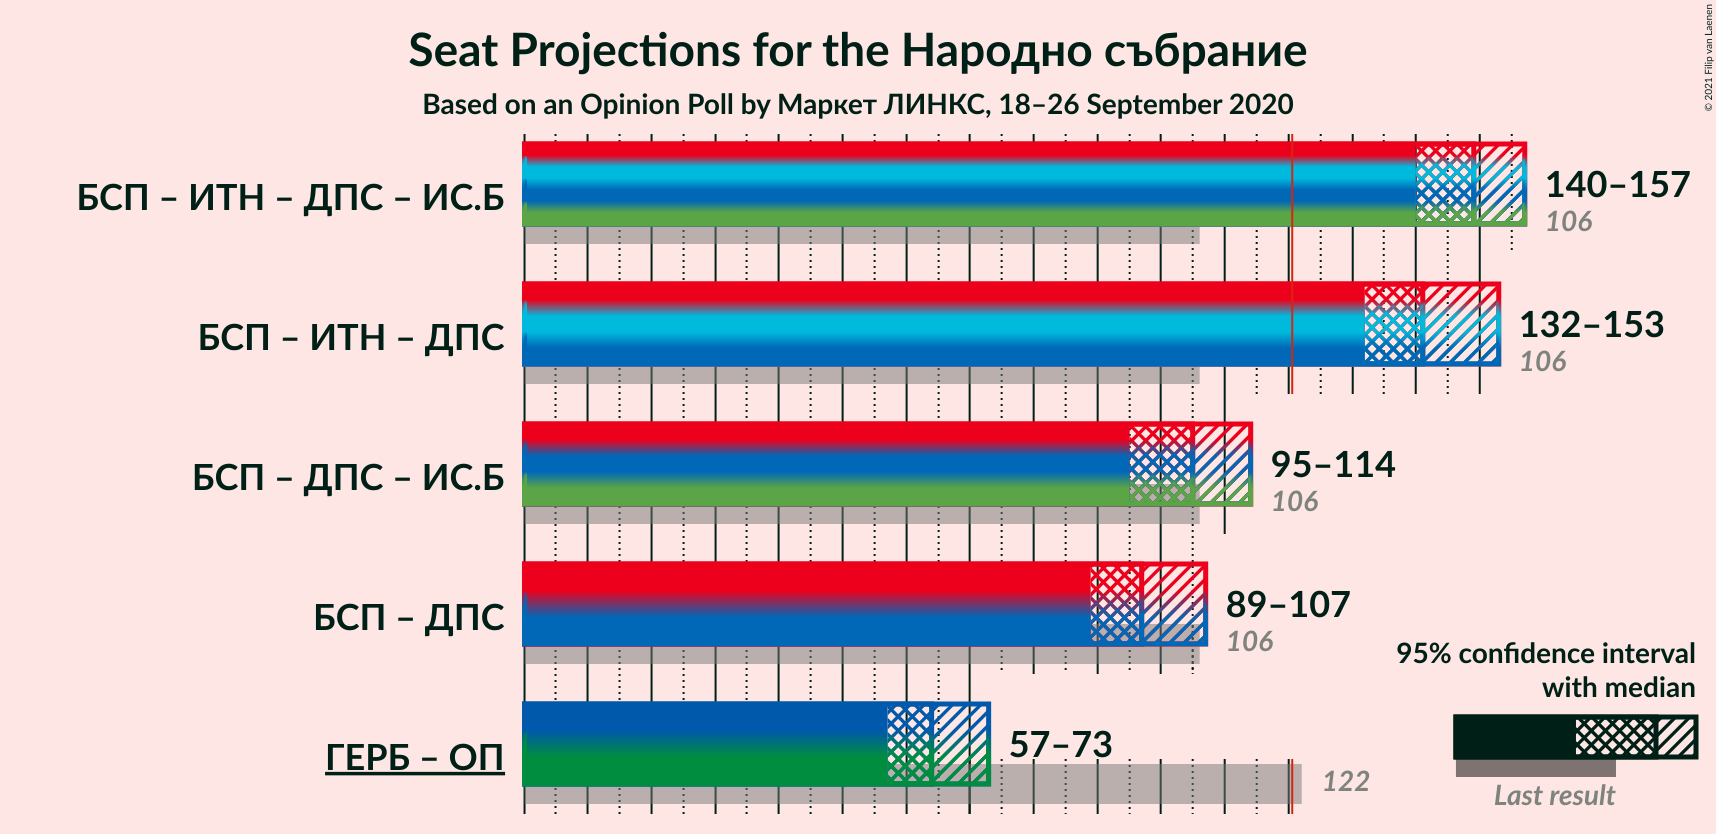 Seat Projections for the Народно събрание
Based on an Opinion Poll by Маркет ЛИНКС, 18–26 September 2020
© 2021 Filip van Laenen
БСП – ИТН – ДПС – ИС.Б
140–157
106
БСП – ИТН – ДПС
132–153
106
БСП – ДПС – ИС.Б
95–114
106
БСП – ДПС
89–107
106
ГЕРБ – ОП
57–73
122
95% confidence interval
with median
Last result